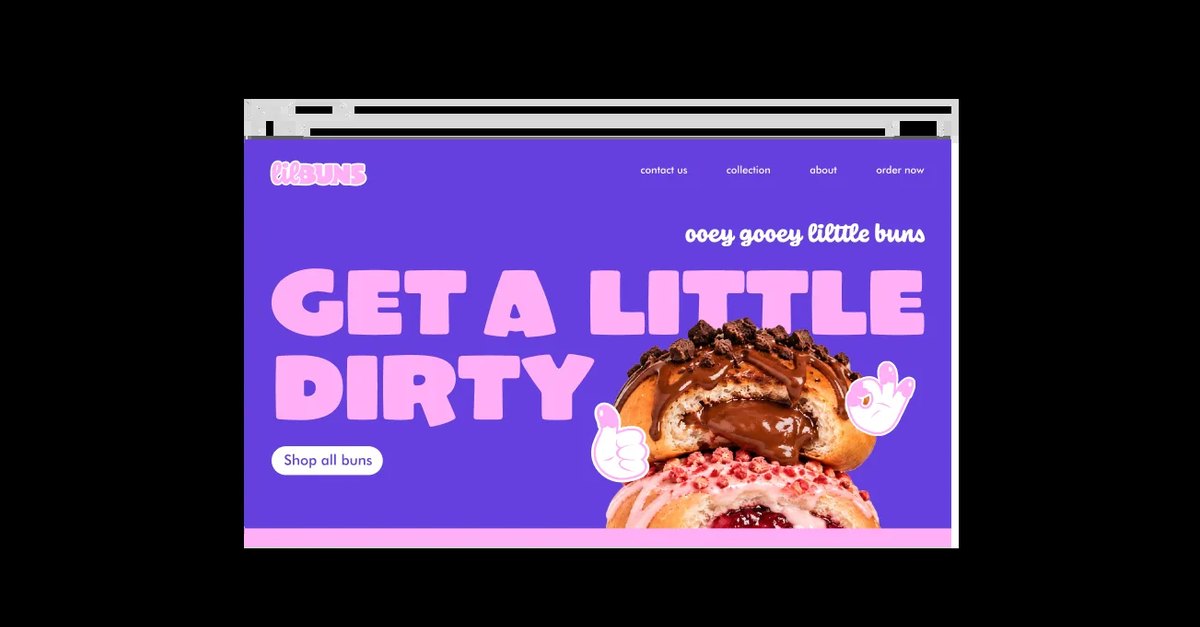 lilBUNS
contact us collection about order now
ooey gooey lilttle buns
GET A LITTLE
DIRTY
Shop all buns